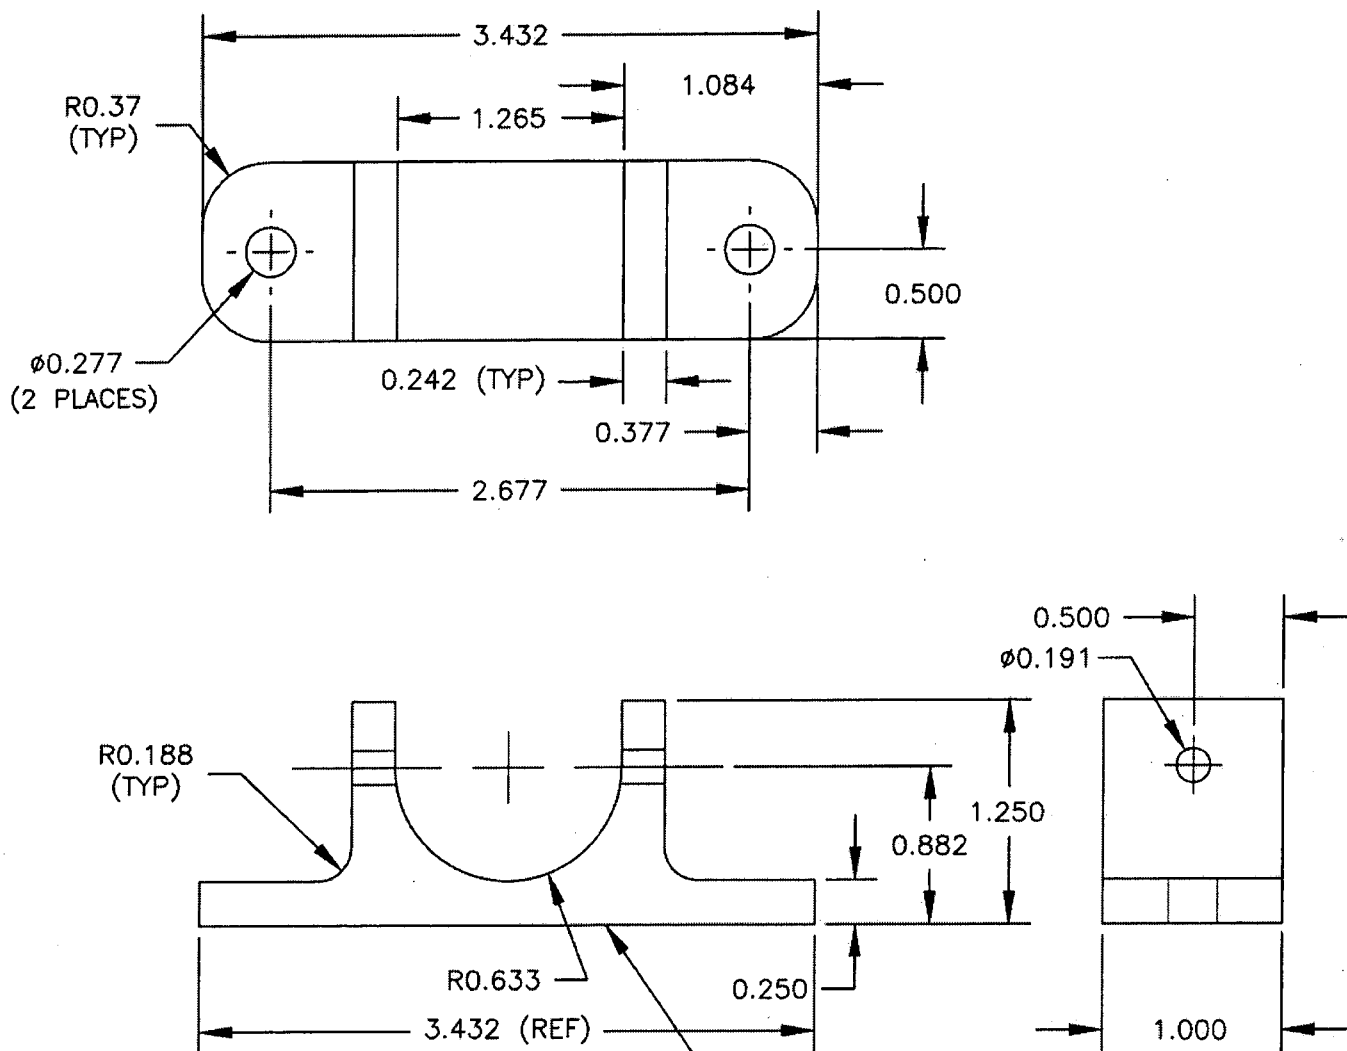 3.432
1.084
R0.37
(TYP)
1.265
0.500
ø0.277
(2 PLACES)
0.242 (TYP)
0.377
2.677
0.500
ø0.191
R0.188
(TYP)
1.250
0.882
R0.633
0.250
3.432 (REF)
1.000